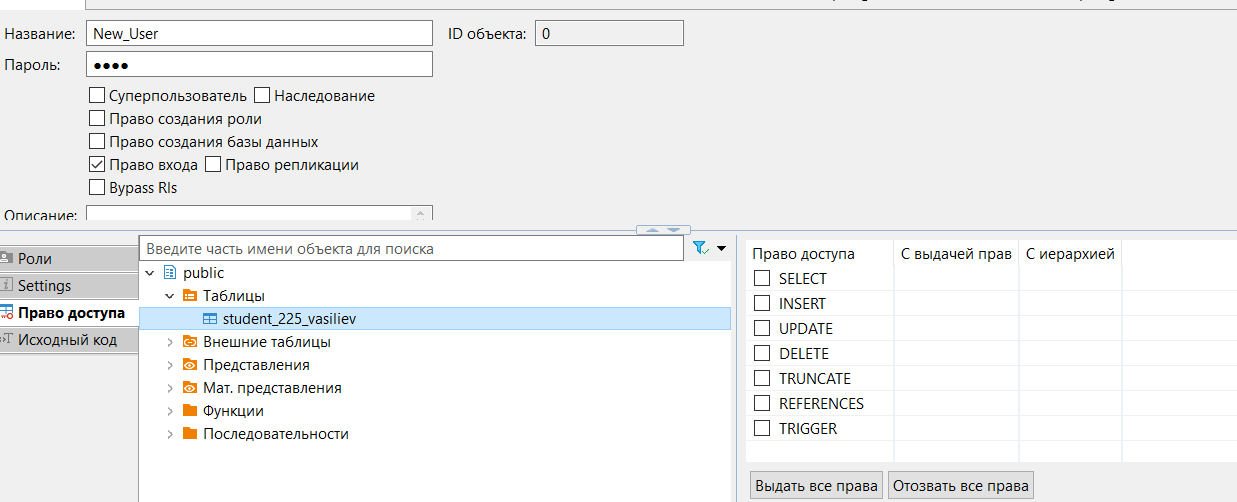 Название: New_User ID объекта: 0
Пароль: ●●●●
Суперпользователь Наследование
Право создания роли
Право создания базы данных
Право входа Право репликации
Bypass Rls
Описание:
Роли
Settings
Право доступа
Исходный код
Введите часть имени объекта для поиска
public
Таблицы
student_225_vasiliev
Внешние таблицы
Представления
Мат. представления
Функции
Последовательности
Право доступа С выдачей прав С иерархией
SELECT
INSERT
UPDATE
DELETE
TRUNCATE
REFERENCES
TRIGGER
Выдать все права Отозвать все права